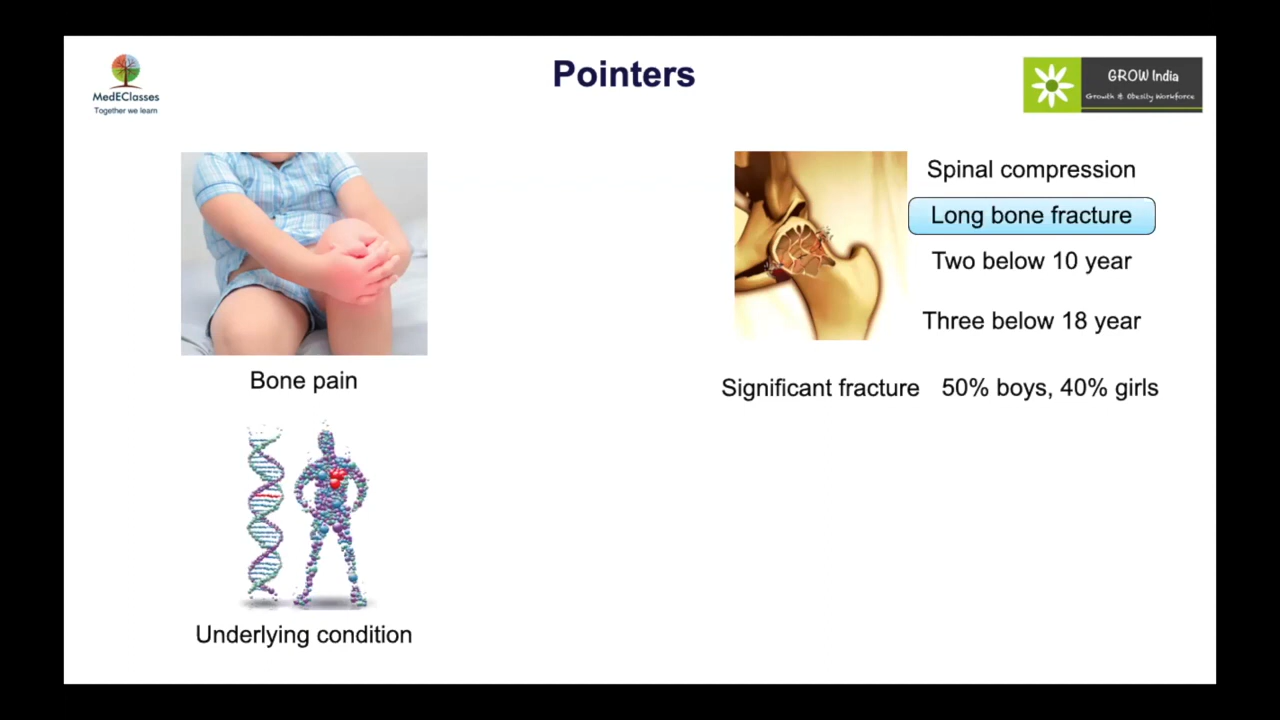 Pointers
MedEClasses
Together we learn
GROW India
Growth & Obesity Workforce
Bone pain
Underlying condition
Spinal compression
Long bone fracture
Two below 10 year
Three below 18 year
Significant fracture 50% boys, 40% girls